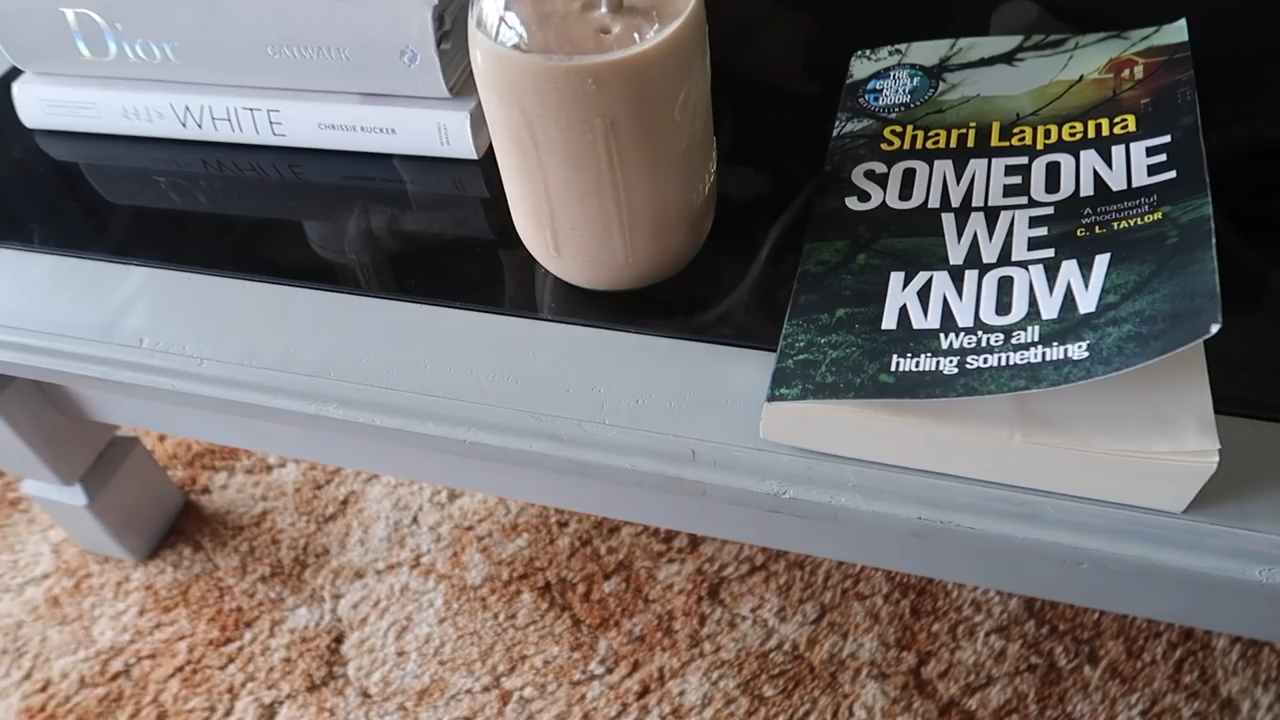 Dior
CATWALK
WHITE
CHRISSIE RUCKER
THE
COUPLE
NEXT
DOOR
Shari Lapena
SOMEONE
WE
KNOW
'A masterful
whodunnit.'
C. L. TAYLOR
We're all
hiding something